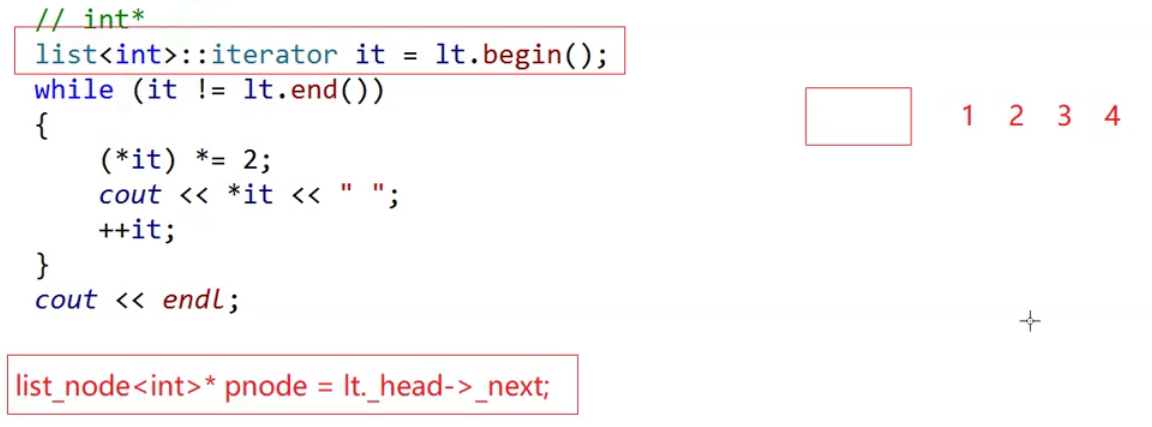 // int*
list<int>::iterator it = lt.begin();
while (it != lt.end())
{
(*it) *= 2;
cout << *it << " ";
++it;
}
cout << endl;
1 2 3 4
list_node<int>* pnode = lt._head->_next;